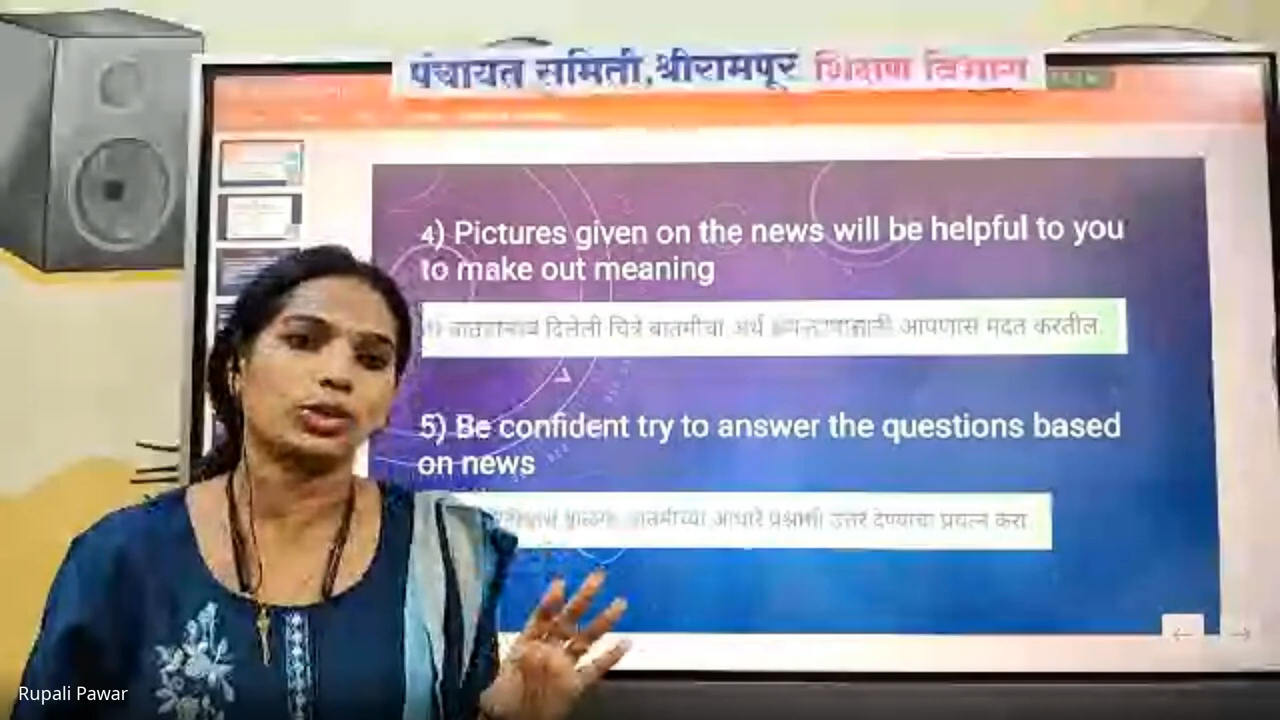 पंचायत समिती,श्रीरामपूर शिक्षण विभाग
4) Pictures given on the news will be helpful to you
to make out meaning
दिलेली चित्रे बातमीचा अर्थ आपणास मदत करतील.
5) Be confident try to answer the questions based
on news
बातमीच्या आधारे प्रश्नांची उत्तर देण्याचा प्रयत्न करा
Rupali Pawar